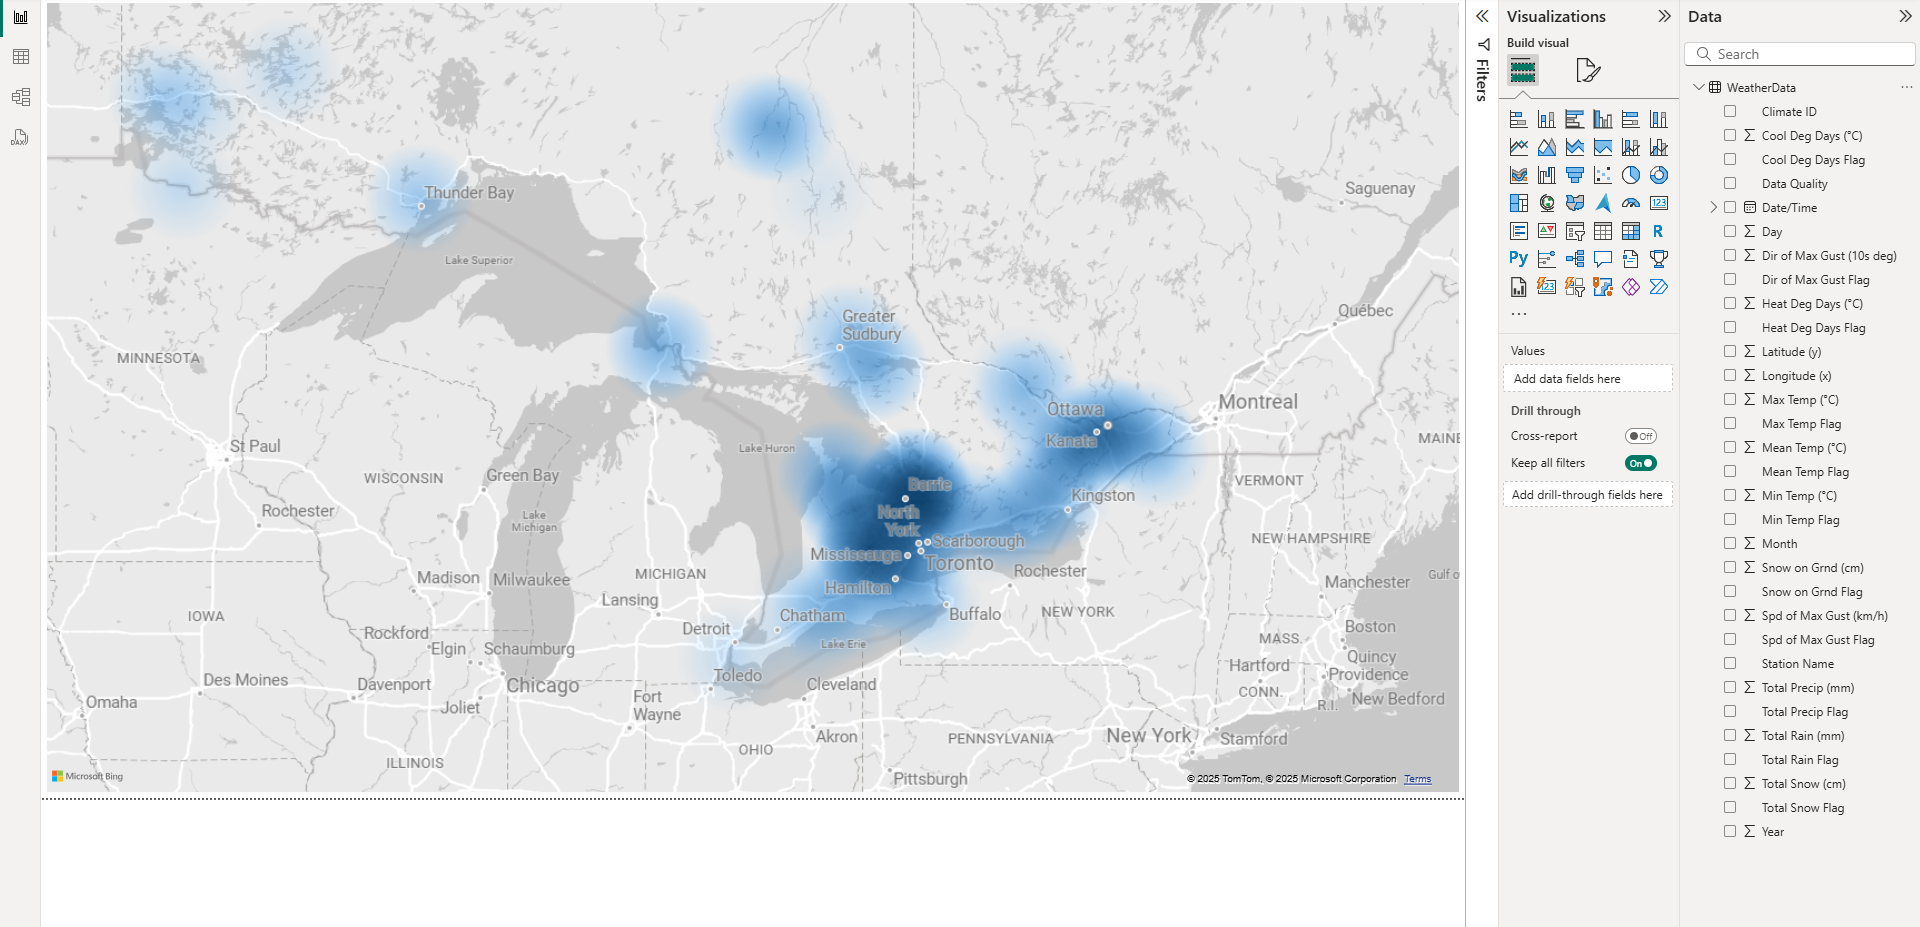 Thunder Bay
Lake Superior
Saguenay
Greater
Sudbury
Québec
MINNESOTA
Ottawa
Kanata
Montreal
MAINE
St Paul
Lake Huron
WISCONSIN
Green Bay
VERMONT
Barrie
Kingston
Rochester
Lake
Michigan
North
York
NEW HAMPSHIRE
Mississauga
Scarborough
Toronto
Rochester
Gulf o
Madison
Milwaukee
MICHIGAN
Hamilton
Manchester
Lansing
Chatham
Buffalo
NEW YORK
IOWA
Rockford
Detroit
Lake Erie
MASS.
Boston
Elgin
Schaumburg
Quincy
Hartford
Providence
Des Moines
Davenport
Chicago
Toledo
Cleveland
CONN.
R.I.
New Bedford
Omaha
Joliet
Fort
Wayne
Akron
PENNSYLVANIA
New York
Stamford
OHIO
ILLINOIS
Pittsburgh
Microsoft Bing
© 2025 TomTom, © 2025 Microsoft Corporation Terms
DAX
Filters
Visualizations
Build visual
123
R
Py
123
...
Values
Add data fields here
Drill through
Cross-report Off
Keep all filters On
Add drill-through fields here
Data
Search
WeatherData ...
Climate ID
Cool Deg Days (°C)
Cool Deg Days Flag
Data Quality
Date/Time
Day
Dir of Max Gust (10s deg)
Dir of Max Gust Flag
Heat Deg Days (°C)
Heat Deg Days Flag
Latitude (y)
Longitude (x)
Max Temp (°C)
Max Temp Flag
Mean Temp (°C)
Mean Temp Flag
Min Temp (°C)
Min Temp Flag
Month
Snow on Grnd (cm)
Snow on Grnd Flag
Spd of Max Gust (km/h)
Spd of Max Gust Flag
Station Name
Total Precip (mm)
Total Precip Flag
Total Rain (mm)
Total Rain Flag
Total Snow (cm)
Total Snow Flag
Year